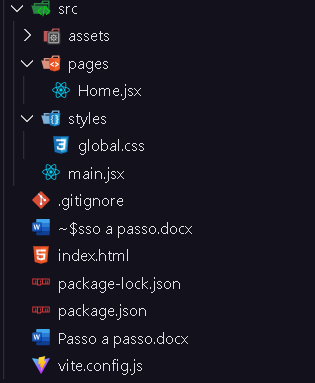 src
assets
pages
Home.jsx
styles
global.css
main.jsx
.gitignore
~$sso a passo.docx
index.html
package-lock.json
package.json
Passo a passo.docx
vite.config.js